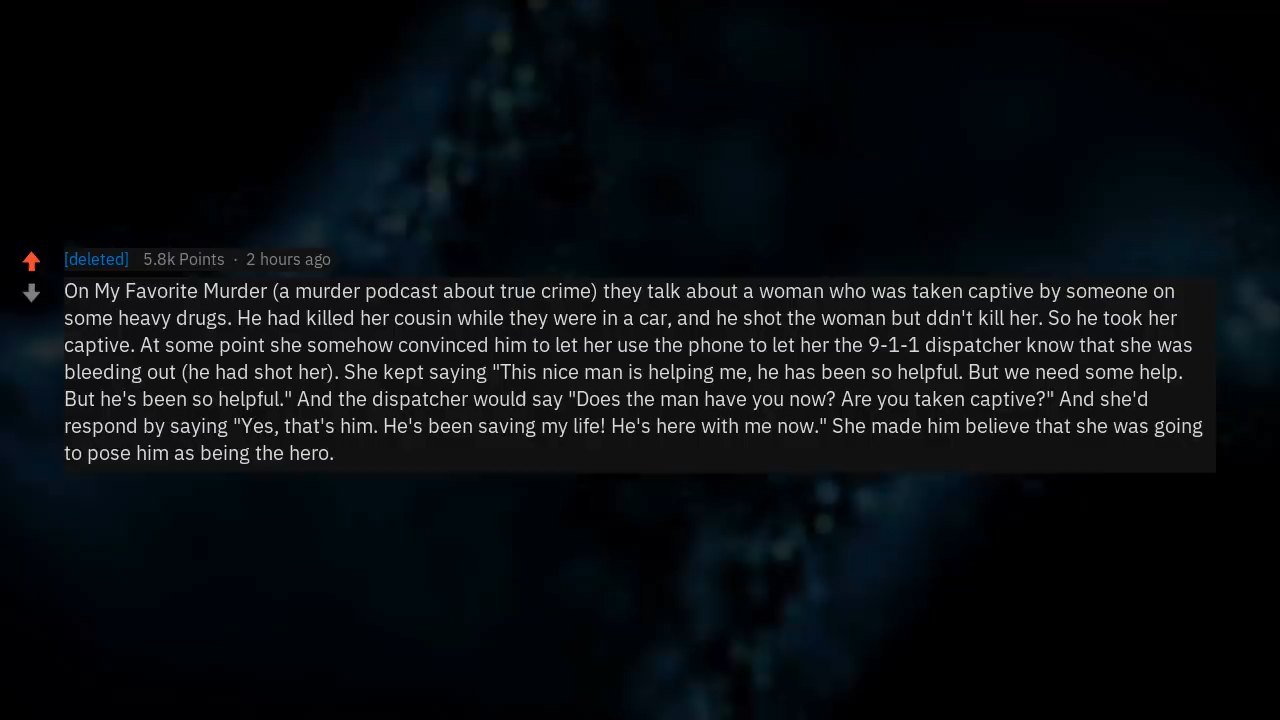 [deleted] 5.8k Points · 2 hours ago
On My Favorite Murder (a murder podcast about true crime) they talk about a woman who was taken captive by someone on
some heavy drugs. He had killed her cousin while they were in a car, and he shot the woman but ddn't kill her. So he took her
captive. At some point she somehow convinced him to let her use the phone to let her the 9-1-1 dispatcher know that she was
bleeding out (he had shot her). She kept saying "This nice man is helping me, he has been so helpful. But we need some help.
But he's been so helpful." And the dispatcher would say "Does the man have you now? Are you taken captive?" And she'd
respond by saying "Yes, that's him. He's been saving my life! He's here with me now." She made him believe that she was going
to pose him as being the hero.